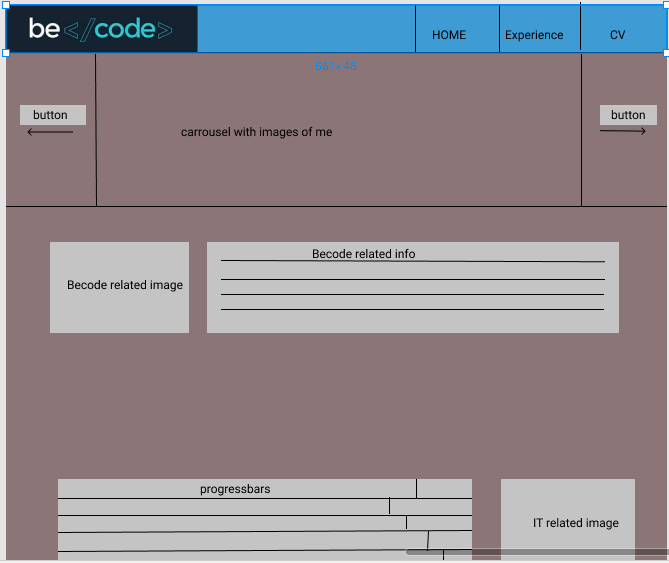 be </code>
HOME Experience CV
651 × 48
button
button
carrousel with images of me
Becode related info
Becode related image
progressbars
IT related image